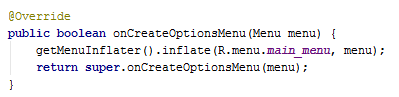 @Override
public boolean onCreateOptionsMenu(Menu menu) {
    getMenuInflater().inflate(R.menu.main_menu, menu);
    return super.onCreateOptionsMenu(menu);
}